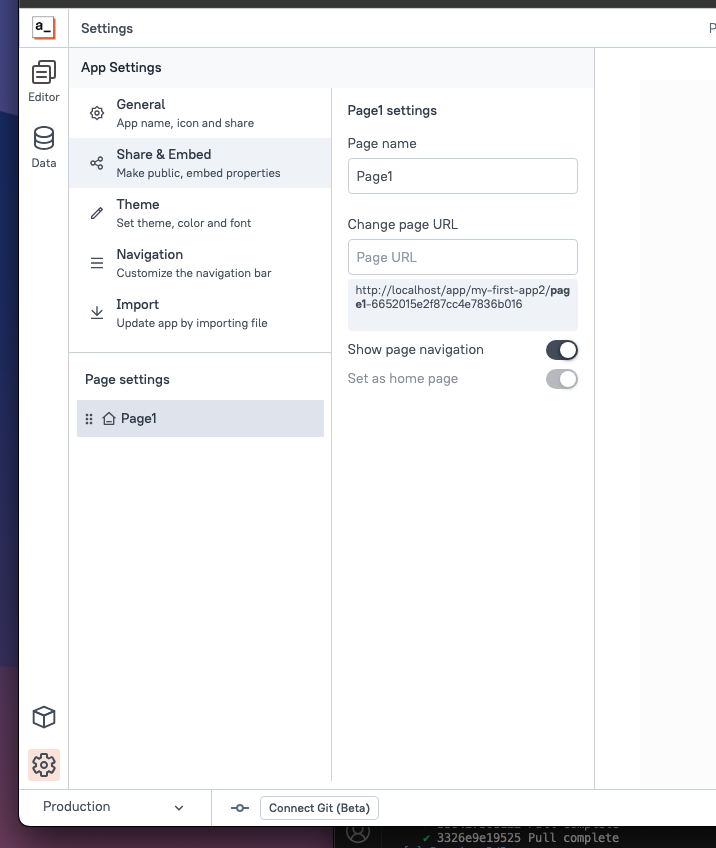 a_
Settings
P
App Settings
Editor
Data
General
App name, icon and share
Share & Embed
Make public, embed properties
Theme
Set theme, color and font
Navigation
Customize the navigation bar
Import
Update app by importing file
Page settings
Page1
Page1 settings
Page name
Page1
Change page URL
Page URL
http://localhost/app/my-first-app2/pag
e1-6652015e2f87cc4e7836b016
Show page navigation
Set as home page
Production
Connect Git (Beta)
✓ 3326e9e19525 Pull complete